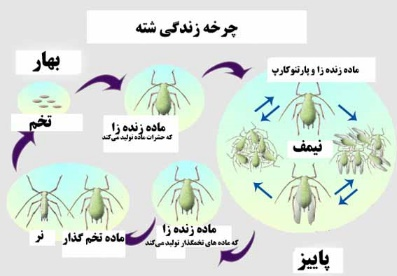 چرخه زندگی شته
بهار
تخم
ماده زنده زا
که حشرات ماده تولید می‌کند
ماده زنده زا و پارتنوکارپ
نیمف
پاییز
ماده زنده زا
که ماده های تخمگذار تولید می‌کند
ماده تخم گذار
نر